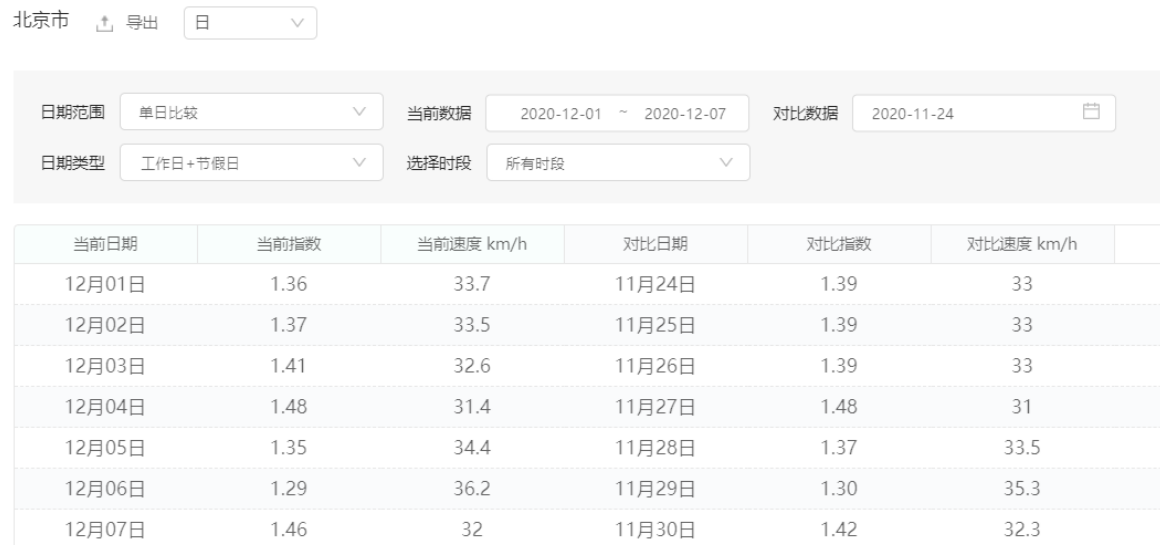 北京市 导出 日
日期范围 单日比较 当前数据 2020-12-01 ~ 2020-12-07 对比数据 2020-11-24
日期类型 工作日+节假日 选择时段 所有时段
当前日期 当前指数 当前速度 km/h 对比日期 对比指数 对比速度 km/h
12月01日 1.36 33.7 11月24日 1.39 33
12月02日 1.37 33.5 11月25日 1.39 33
12月03日 1.41 32.6 11月26日 1.39 33
12月04日 1.48 31.4 11月27日 1.48 31
12月05日 1.35 34.4 11月28日 1.37 33.5
12月06日 1.29 36.2 11月29日 1.30 35.3
12月07日 1.46 32 11月30日 1.42 32.3